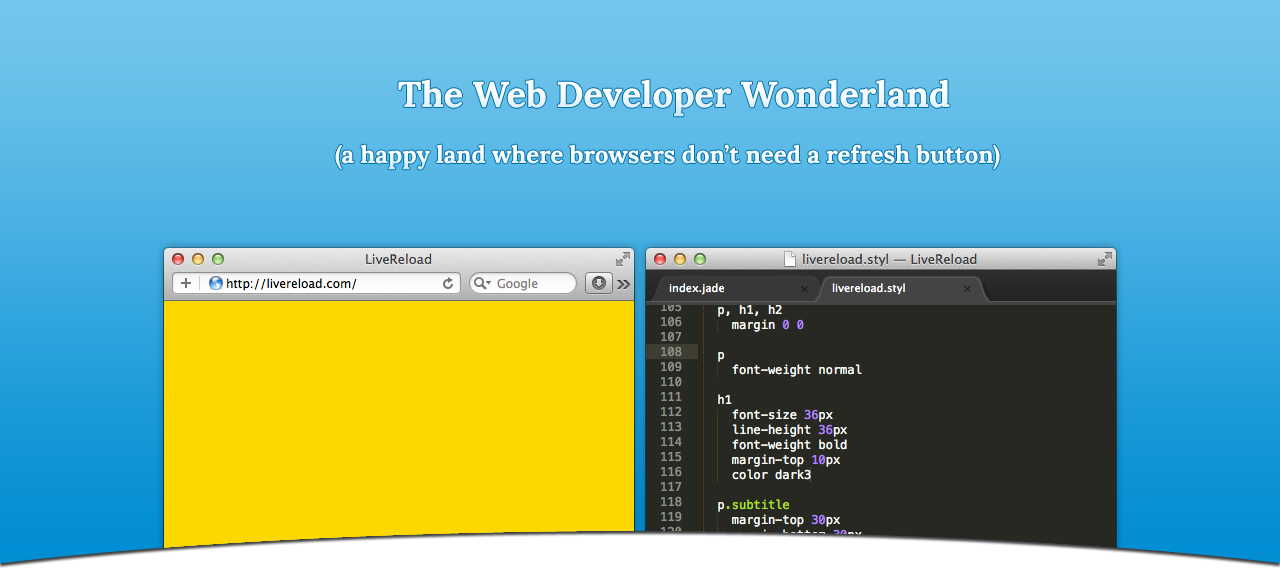 The Web Developer Wonderland
(a happy land where browsers don’t need a refresh button)
LiveReload
http://livereload.com/
Google
livereload.styl — LiveReload
index.jade
livereload.styl
105 p, h1, h2
106 margin 0 0
107
108 p
109 font-weight normal
110
111 h1
112 font-size 36px
113 line-height 36px
114 font-weight bold
115 margin-top 10px
116 color dark3
117
118 p.subtitle
119 margin-top 30px